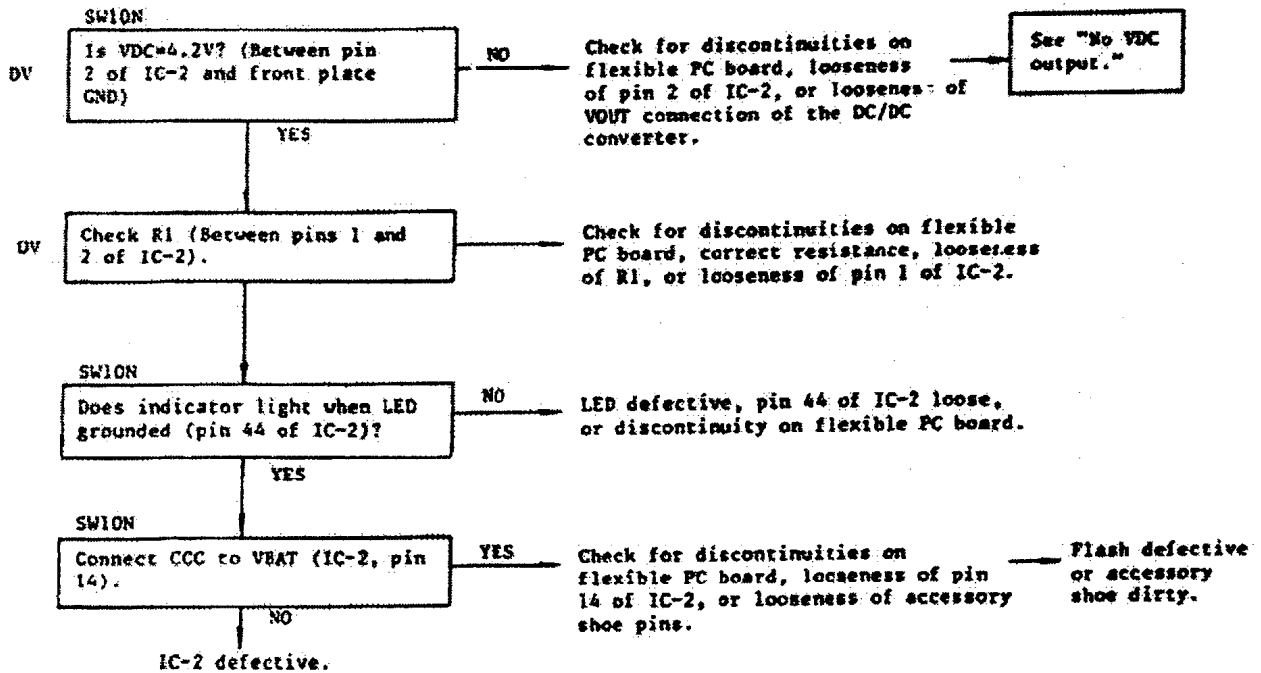 SW1ON
DV
Is VDC=4.2V? (Between pin
2 of IC-2 and front plate
GND)
NO
Check for discontinuities on
flexible PC board, looseness
of pin 2 of IC-2, or looseness of
VOUT connection of the DC/DC
converter.
See "No VDC
output."
YES
DV
Check R1 (Between pins 1 and
2 of IC-2).
Check for discontinuities on flexible
PC board, correct resistance, looseness
of R1, or looseness of pin 1 of IC-2.
SW1ON
Does indicator light when LED
grounded (pin 44 of IC-2)?
NO
LED defective, pin 44 of IC-2 loose,
or discontinuity on flexible PC board.
YES
SW1ON
Connect CCC to VBAT (IC-2, pin
14).
YES
Check for discontinuities on
flexible PC board, looseness of pin
14 of IC-2, or looseness of accessory
shoe pins.
Flash defective
or accessory
shoe dirty.
NO
IC-2 defective.